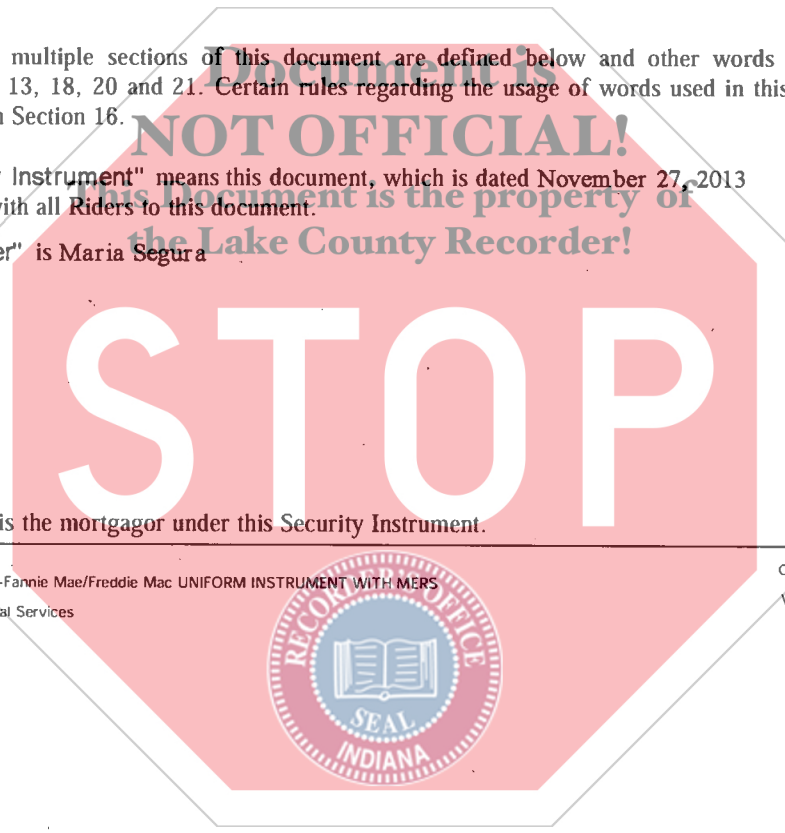 multiple sections of this document are defined below and other words
Document is
13, 18, 20 and 21. Certain rules regarding the usage of words used in this
Section 16.
NOT OFFICIAL!
Instrument" means this document, which is dated November 27, 2013
This Document is the property of
with all Riders to this document.
the Lake County Recorder!
er" is Maria Segura
STOP
is the mortgagor under this Security Instrument.
-Fannie Mae/Freddie Mac UNIFORM INSTRUMENT WITH MERS
al Services
RECORDER'S OFFICE
SEAL
INDIANA